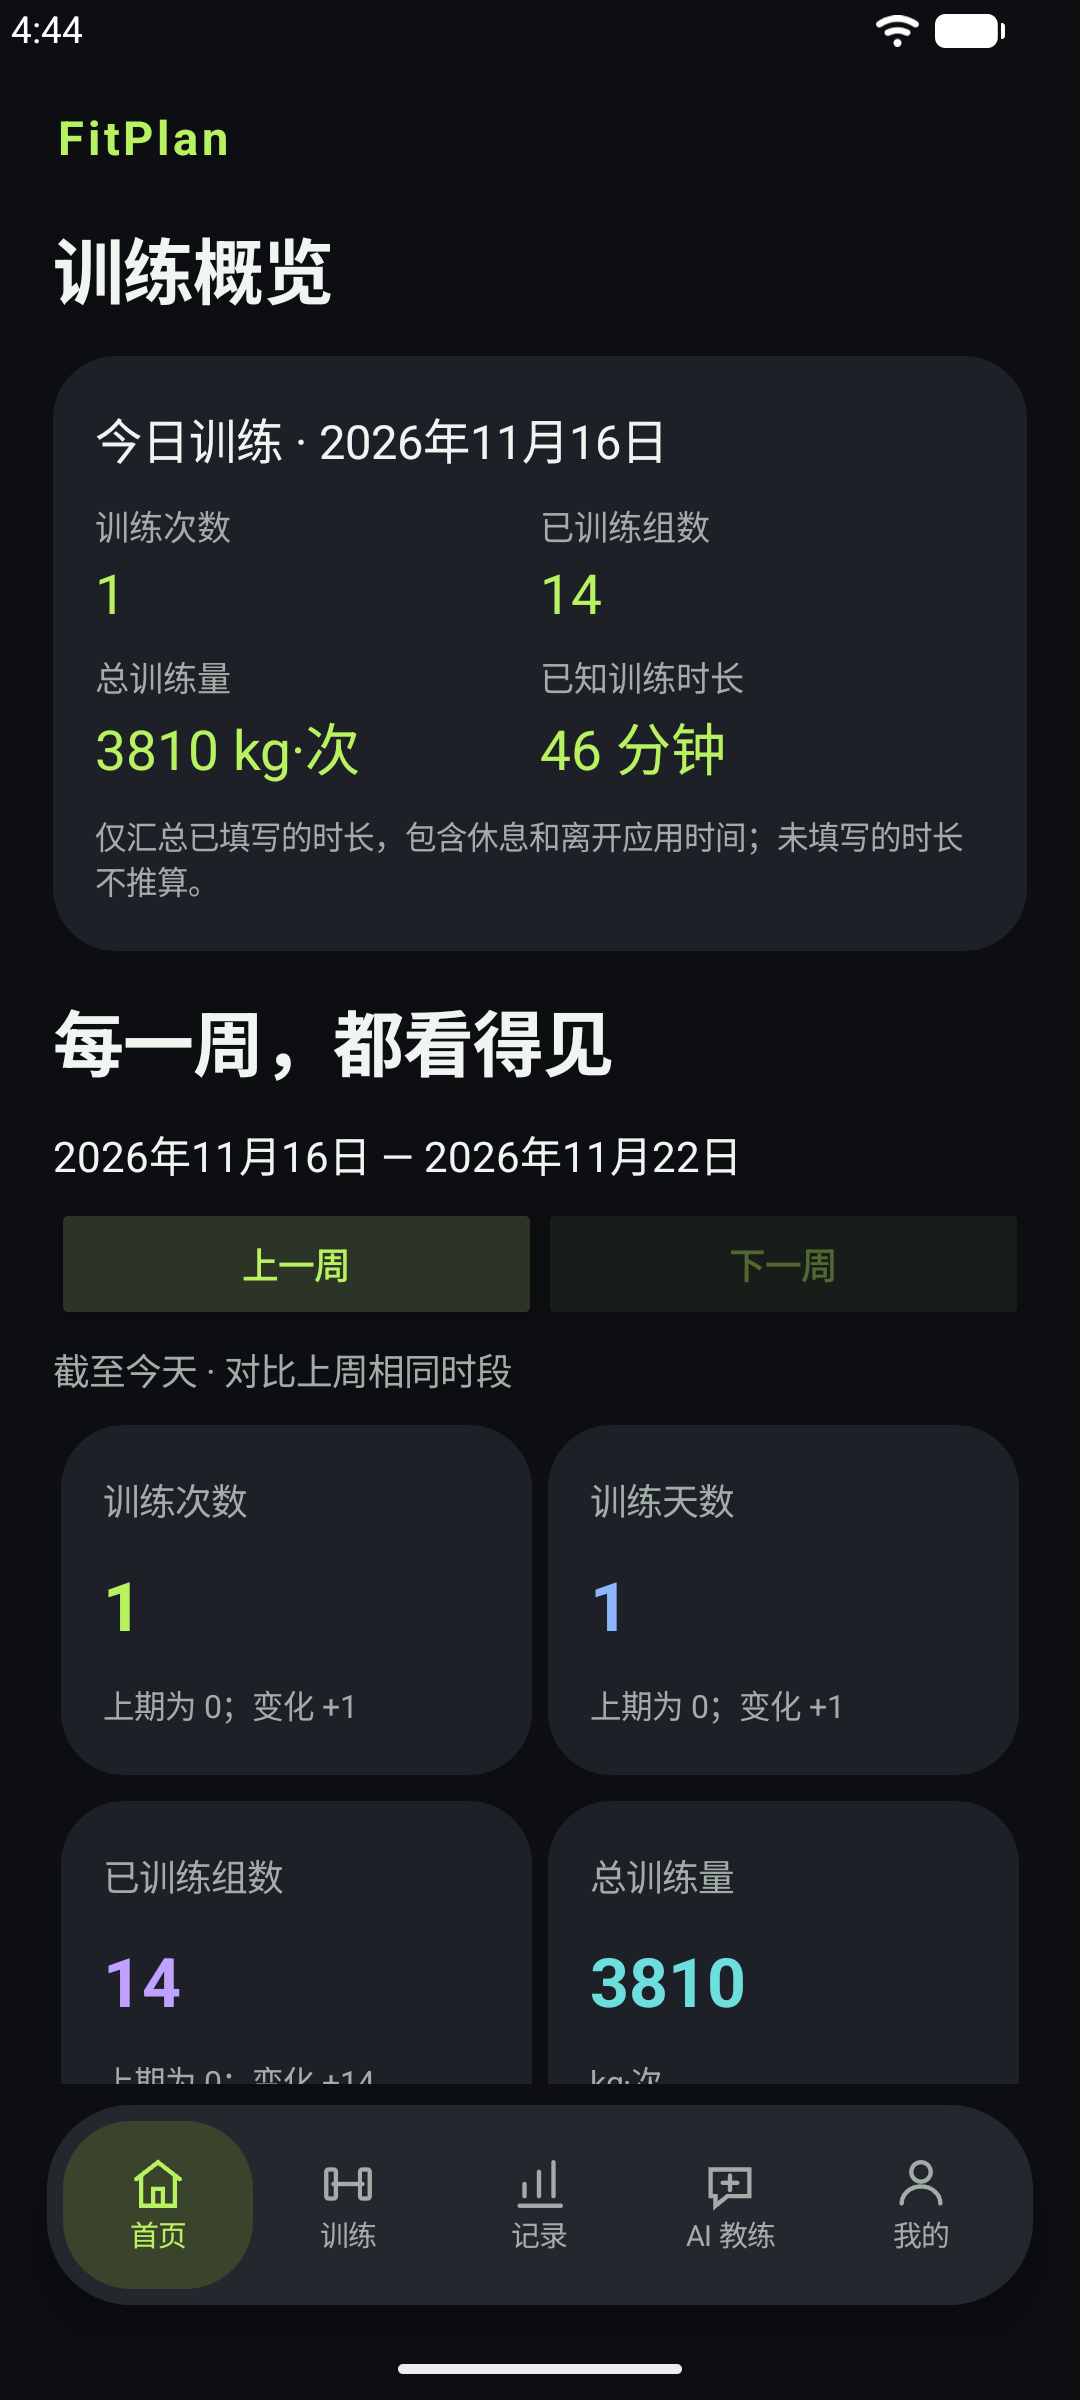 4:44
FitPlan
训练概览
今日训练 · 2026年11月16日
训练次数
已训练组数
1
14
总训练量
已知训练时长
3810 kg·次
46 分钟
仅汇总已填写的时长，包含休息和离开应用时间；未填写的时长
不推算。
每一周，都看得见
2026年11月16日 — 2026年11月22日
上一周
下一周
截至今天 · 对比上周相同时段
训练次数
训练天数
1
1
上期为 0；变化 +1
上期为 0；变化 +1
已训练组数
总训练量
14
3810
上期为 0；变化 +14
kg·次
首页
训练
记录
AI 教练
我的